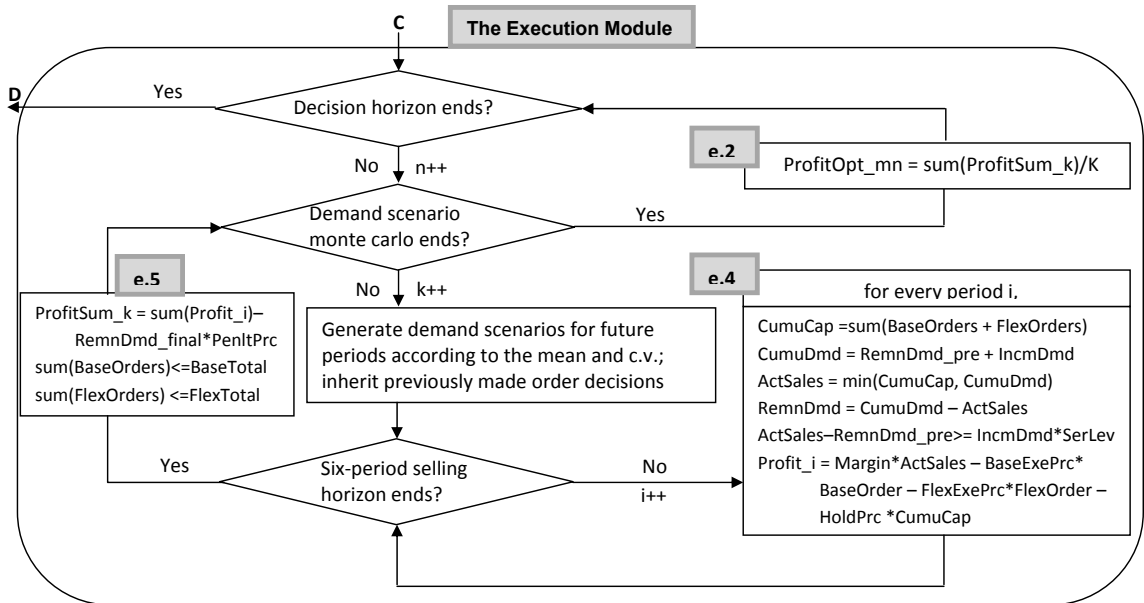 C
The Execution Module
D
Yes
Decision horizon ends?
No n++
e.2
ProfitOpt_mn = sum(ProfitSum_k)/K
Demand scenario
monte carlo ends?
Yes
e.5
ProfitSum_k = sum(Profit_i)–
RemnDmd_final*PenltPrc
sum(BaseOrders)<=BaseTotal
sum(FlexOrders) <=FlexTotal
No k++
Generate demand scenarios for future
periods according to the mean and c.v.;
inherit previously made order decisions
e.4
for every period i,
CumuCap =sum(BaseOrders + FlexOrders)
CumuDmd = RemnDmd_pre + IncmDmd
ActSales = min(CumuCap, CumuDmd)
RemnDmd = CumuDmd – ActSales
ActSales–RemnDmd_pre>= IncmDmd*SerLev
Profit_i = Margin*ActSales – BaseExePrc*
BaseOrder – FlexExePrc*FlexOrder –
HoldPrc *CumuCap
Yes
Six-period selling
horizon ends?
No
i++